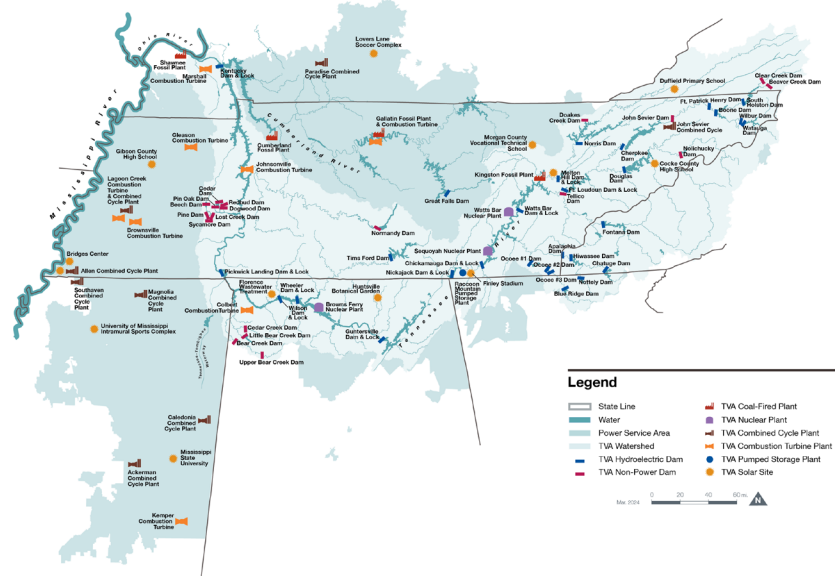 Ohio River
Shawnee
Fossil Plant
Marshall
Combustion Turbine
Kentucky
Dam & Lock
Paradise Combined
Cycle Plant
Lovers Lane
Soccer Complex
Duffield Primary School
Clear Creek Dam
Beaver Creek Dam
Ft. Patrick Henry Dam
South
Holston Dam
Boone Dam
Wilbur Dam
Watauga
Dam
Mississippi River
Gleason
Combustion Turbine
Gibson County
High School
Cumberland River
Cumberland
Fossil Plant
Gallatin Fossil Plant
& Combustion Turbine
Doakes
Creek Dam
Norris Dam
John Sevier Dam
John Sevier
Combined Cycle
Morgan County
Vocational Technical
School
Cherokee
Dam
Nolichucky
Dam
Cocke County
High School
Douglas
Dam
Johnsonville
Combustion Turbine
Lagoon Creek
Combustion
Turbine
& Combined
Cycle Plant
Brownsville
Combustion Turbine
Cedar
Dam
Pin Oak Dam
Beech Dam
Pine Dam
Redbud Dam
Dogwood Dam
Lost Creek Dam
Sycamore Dam
Great Falls Dam
Kingston Fossil Plant
Melton
Hill Dam
& Lock
Ft. Loudoun Dam & Lock
Tellico
Dam
Watts Bar
Nuclear Plant
Watts Bar
Dam & Lock
Normandy Dam
Fontana Dam
Tims Ford Dam
Sequoyah Nuclear Plant
Chickamauga Dam & Lock
Nickajack Dam & Lock
Apalachia
Dam
Hiwassee Dam
Ocoee #1 Dam
Ocoee #2 Dam
Ocoee #3 Dam
Chatuge Dam
Nottely Dam
Blue Ridge Dam
Raccoon
Mountain
Pumped
Storage
Plant
Finley Stadium
Bridges Center
Allen Combined Cycle Plant
Southaven
Combined
Cycle
Plant
Magnolia
Combined
Cycle
Plant
Pickwick Landing Dam & Lock
Florence
Wastewater
Treatment
Wheeler
Dam & Lock
Wilson
Dam
& Lock
Colbert
Combustion Turbine
Browns Ferry
Nuclear Plant
Huntsville
Botanical Garden
Guntersville
Dam & Lock
Tennessee
River
University of Mississippi
Intramural Sports Complex
Cedar Creek Dam
Little Bear Creek Dam
Bear Creek Dam
Upper Bear Creek Dam
Caledonia
Combined
Cycle Plant
Mississippi
State
University
Ackerman
Combined
Cycle Plant
Kemper
Combustion
Turbine
Legend
State Line
Water
Power Service Area
TVA Watershed
TVA Hydroelectric Dam
TVA Non-Power Dam
TVA Coal-Fired Plant
TVA Nuclear Plant
TVA Combined Cycle Plant
TVA Combustion Turbine Plant
TVA Pumped Storage Plant
TVA Solar Site
Mar. 2024
0 20 40 60 mi.
N